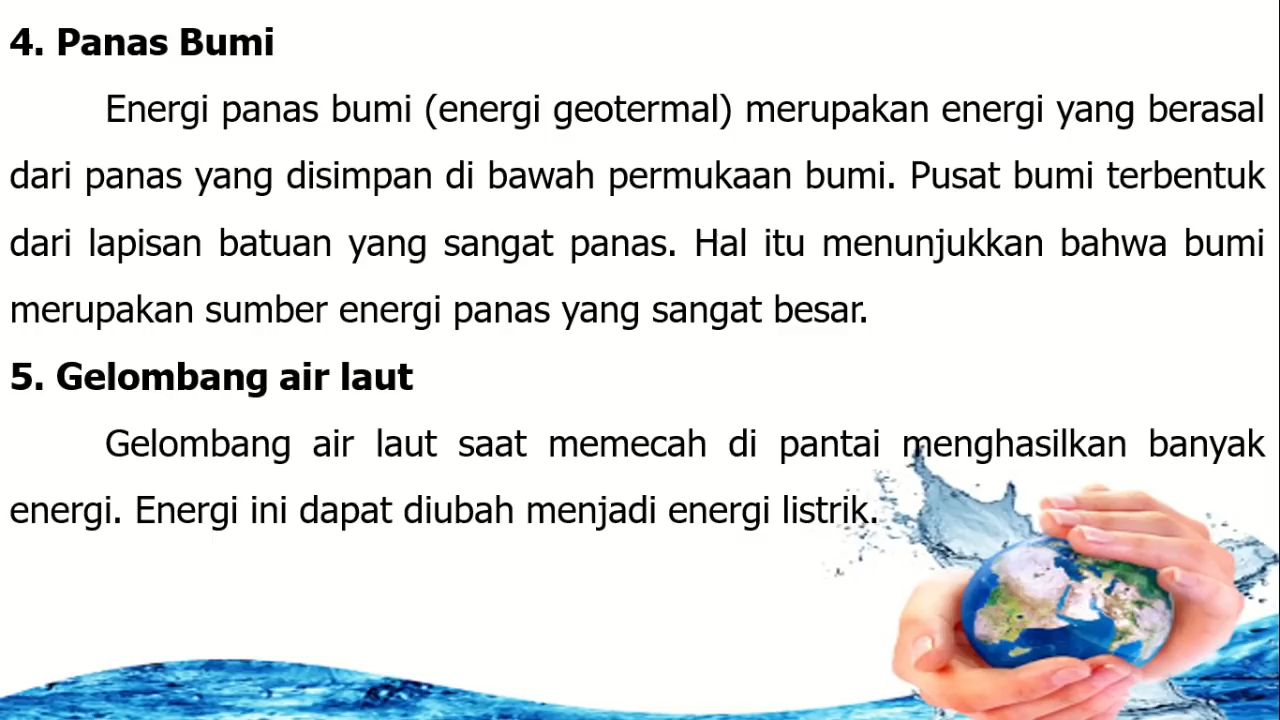 4. Panas Bumi
Energi panas bumi (energi geotermal) merupakan energi yang berasal
dari panas yang disimpan di bawah permukaan bumi. Pusat bumi terbentuk
dari lapisan batuan yang sangat panas. Hal itu menunjukkan bahwa bumi
merupakan sumber energi panas yang sangat besar.
5. Gelombang air laut
Gelombang air laut saat memecah di pantai menghasilkan banyak
energi. Energi ini dapat diubah menjadi energi listrik.